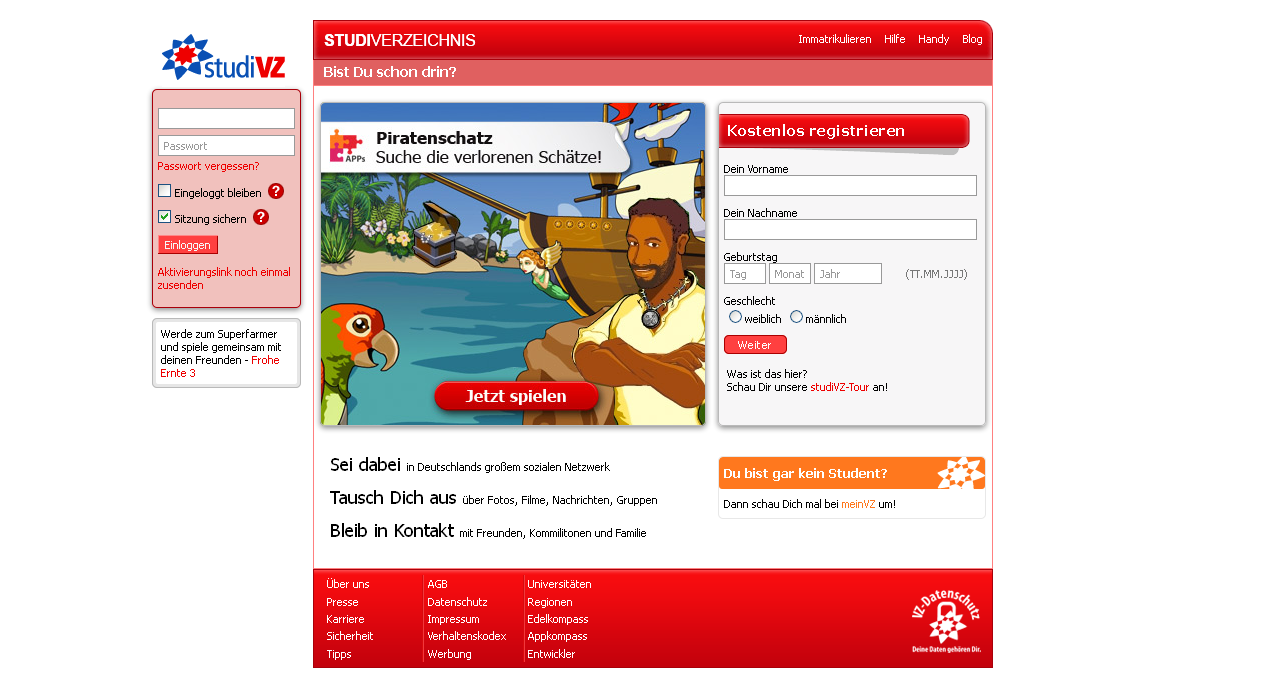 studiVZ
Passwort
Passwort vergessen?
Eingeloggt bleiben ?
Sitzung sichern ?
Einloggen
Aktivierungslink noch einmal
zusenden
Werde zum Superfarmer
und spiele gemeinsam mit
deinen Freunden - Frohe
Ernte 3
STUDIVERZEICHNIS
Immatrikulieren Hilfe Handy Blog
Bist Du schon drin?
APPs
Piratenschatz
Suche die verlorenen Schätze!
Jetzt spielen
Kostenlos registrieren
Dein Vorname
Dein Nachname
Geburtstag
Tag Monat Jahr (TT.MM.JJJJ)
Geschlecht
weiblich männlich
Weiter
Was ist das hier?
Schau Dir unsere studiVZ-Tour an!
Sei dabei in Deutschlands großem sozialen Netzwerk
Tausch Dich aus über Fotos, Filme, Nachrichten, Gruppen
Bleib in Kontakt mit Freunden, Kommilitonen und Familie
Du bist gar kein Student?
Dann schau Dich mal bei meinVZ um!
Über uns
Presse
Karriere
Sicherheit
Tipps
AGB
Datenschutz
Impressum
Verhaltenskodex
Werbung
Universitäten
Regionen
Edelkompass
Appkompass
Entwickler
VZ-Datenschutz
Deine Daten gehören Dir.